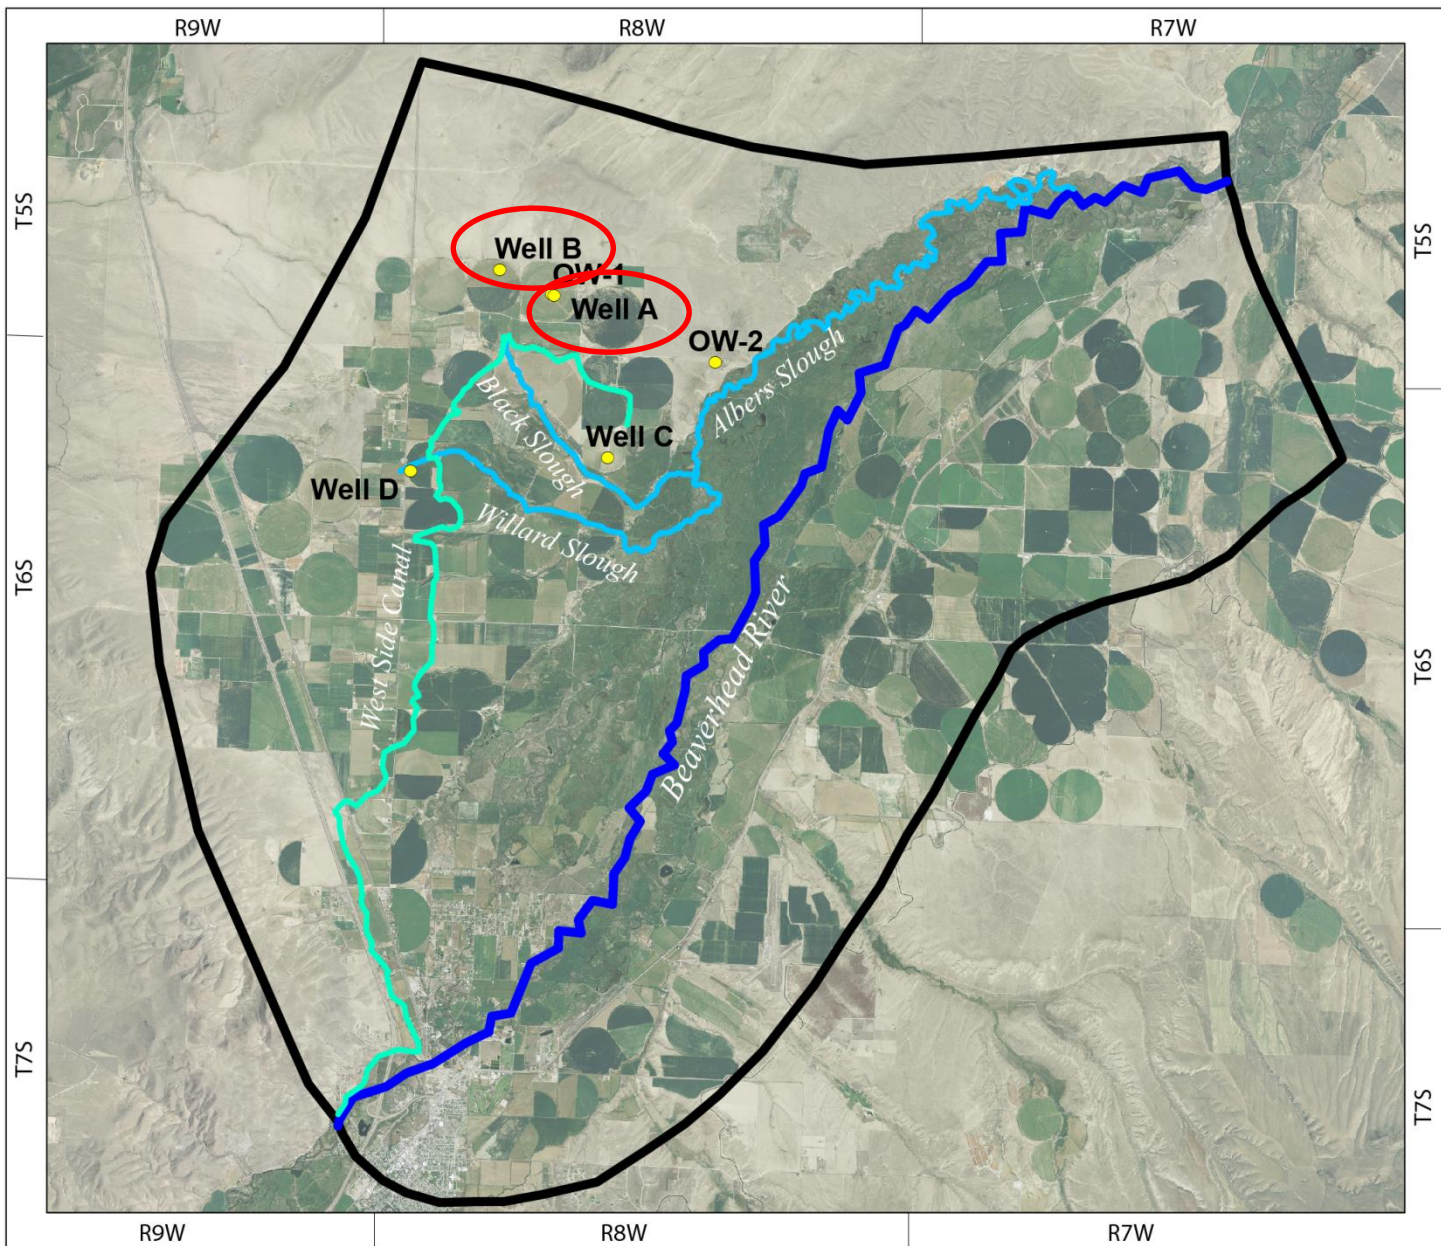 R9W
R8W
R7W
T5S
T5S
Well B
OW-1
Well A
OW-2
Albers Slough
Black Slough
Well C
Well D
Willard Slough
West Side Canal
T6S
Beaverhead River
T6S
T7S
T7S
R9W
R8W
R7W